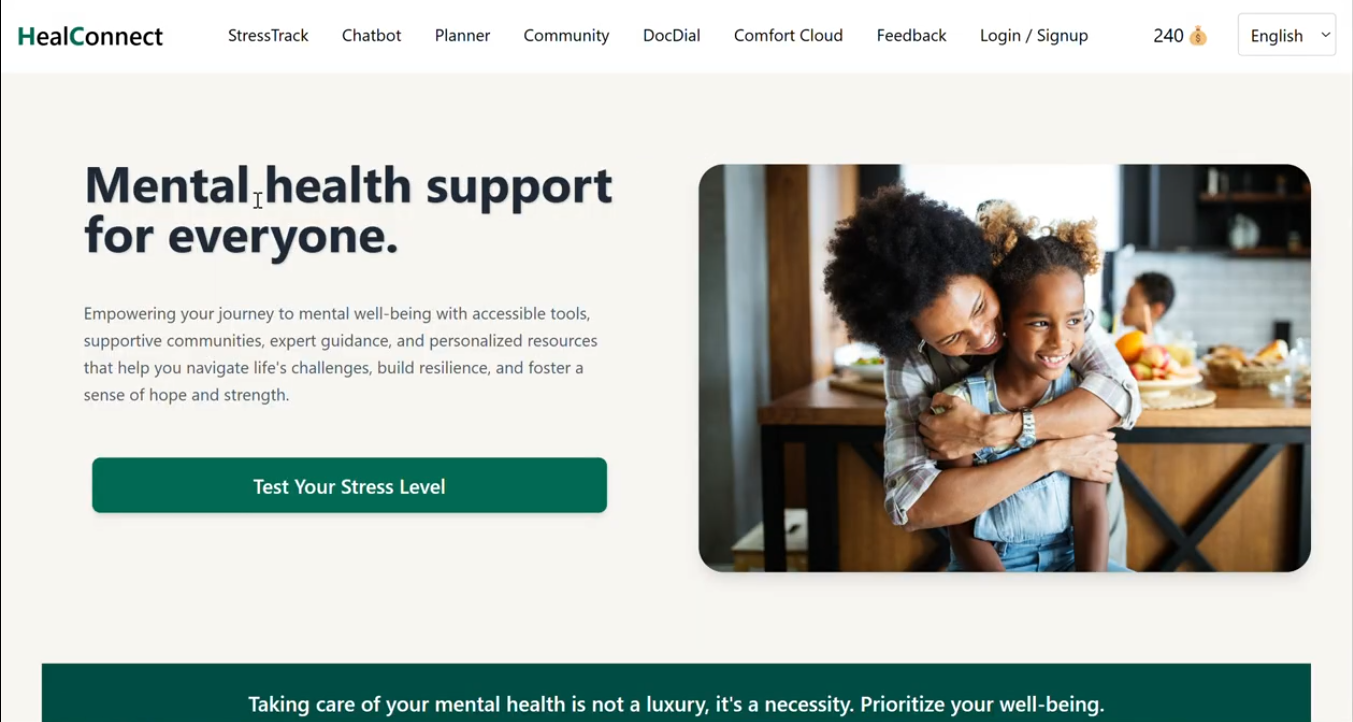 HealConnect StressTrack Chatbot Planner Community DocDial Comfort Cloud Feedback Login / Signup 240 💰 English
Mental health support
for everyone.
Empowering your journey to mental well-being with accessible tools,
supportive communities, expert guidance, and personalized resources
that help you navigate life's challenges, build resilience, and foster a
sense of hope and strength.
Test Your Stress Level
Taking care of your mental health is not a luxury, it's a necessity. Prioritize your well-being.